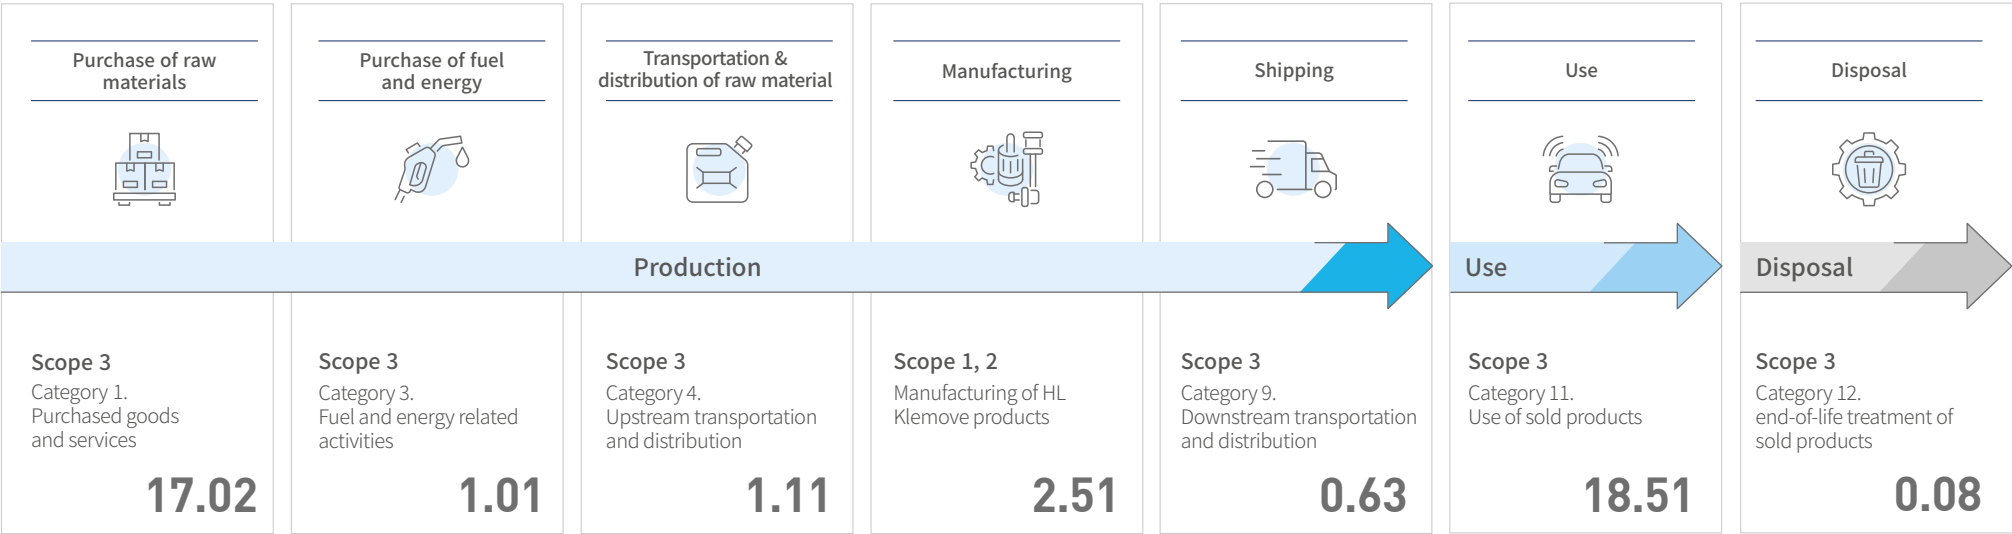 Purchase of raw
materials
Purchase of fuel
and energy
Transportation &
distribution of raw material
Manufacturing
Shipping
Use
Disposal
Production
Use
Disposal
Scope 3
Category 1.
Purchased goods
and services
17.02
Scope 3
Category 3.
Fuel and energy related
activities
1.01
Scope 3
Category 4.
Upstream transportation
and distribution
1.11
Scope 1, 2
Manufacturing of HL
Klemove products
2.51
Scope 3
Category 9.
Downstream transportation
and distribution
0.63
Scope 3
Category 11.
Use of sold products
18.51
Scope 3
Category 12.
end-of-life treatment of
sold products
0.08